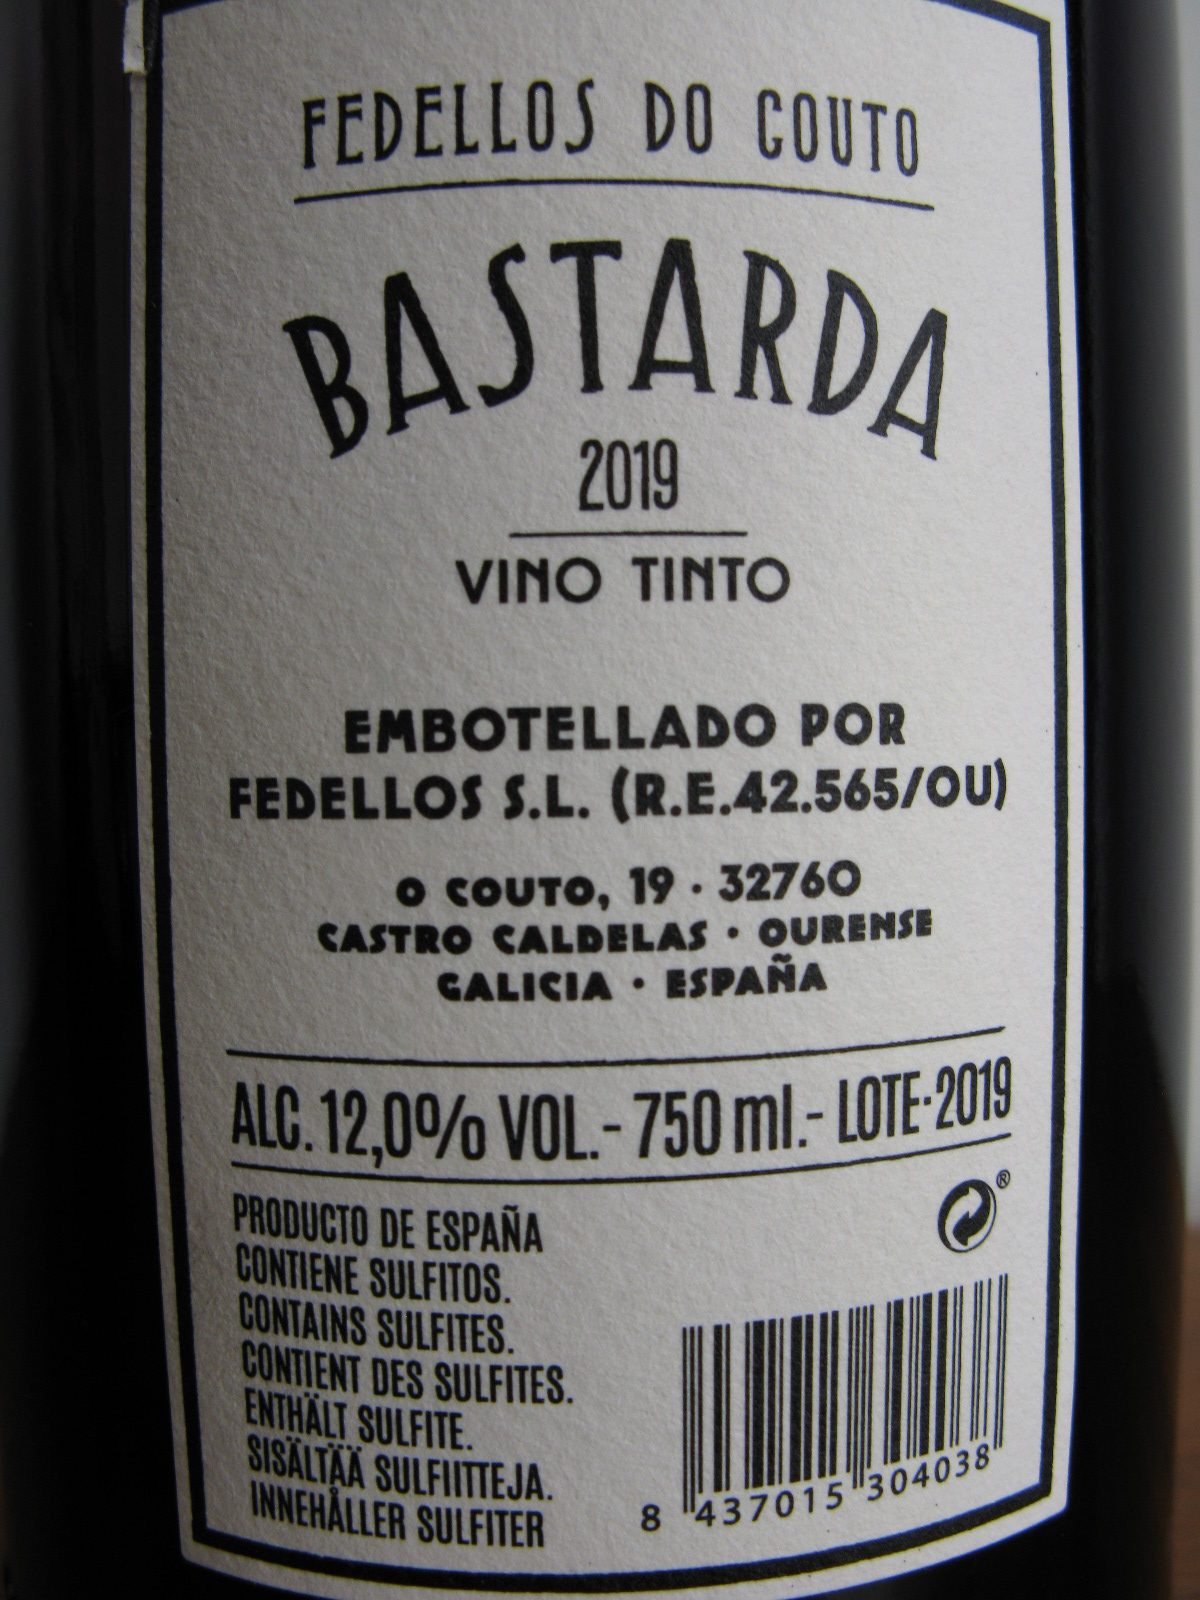 FEDELLOS DO COUTO
BASTARDA
2019
VINO TINTO
EMBOTELLADO POR
FEDELLOS S.L. (R.E.42.565/OU)
O COUTO, 19 · 32760
CASTRO CALDELAS · OURENSE
GALICIA · ESPAÑA
ALC. 12,0% VOL. - 750 ml. - LOTE·2019
PRODUCTO DE ESPAÑA
CONTIENE SULFITOS.
CONTAINS SULFITES.
CONTIENT DES SULFITES.
ENTHÄLT SULFITE.
SISÄLTÄÄ SULFIITTEJA.
INNEHÅLLER SULFITER
®
8 437015 304038